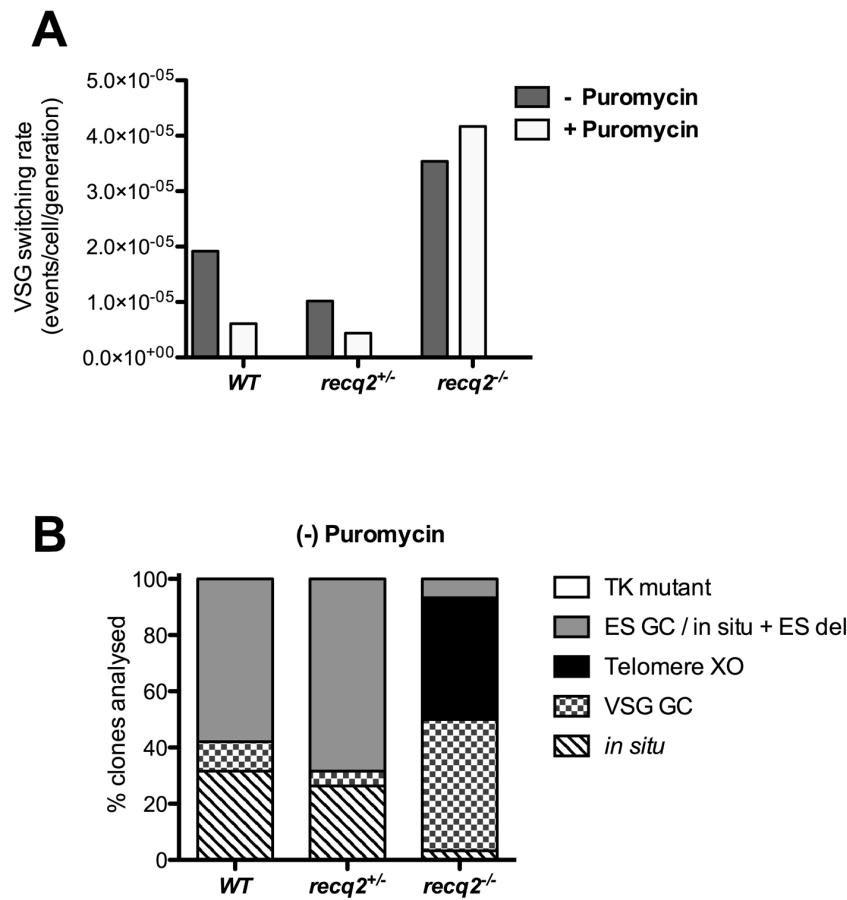 A
VSG switching rate
(events/cell/generation)
5.0×10⁻⁰⁵
4.0×10⁻⁰⁵
3.0×10⁻⁰⁵
2.0×10⁻⁰⁵
1.0×10⁻⁰⁵
0.0×10⁺⁰⁰
WT
recq2⁺/⁻
recq2⁻/⁻
- Puromycin
+ Puromycin
B
(-) Puromycin
% clones analysed
100
80
60
40
20
0
WT
recq2⁺/⁻
recq2⁻/⁻
TK mutant
ES GC / in situ + ES del
Telomere XO
VSG GC
in situ